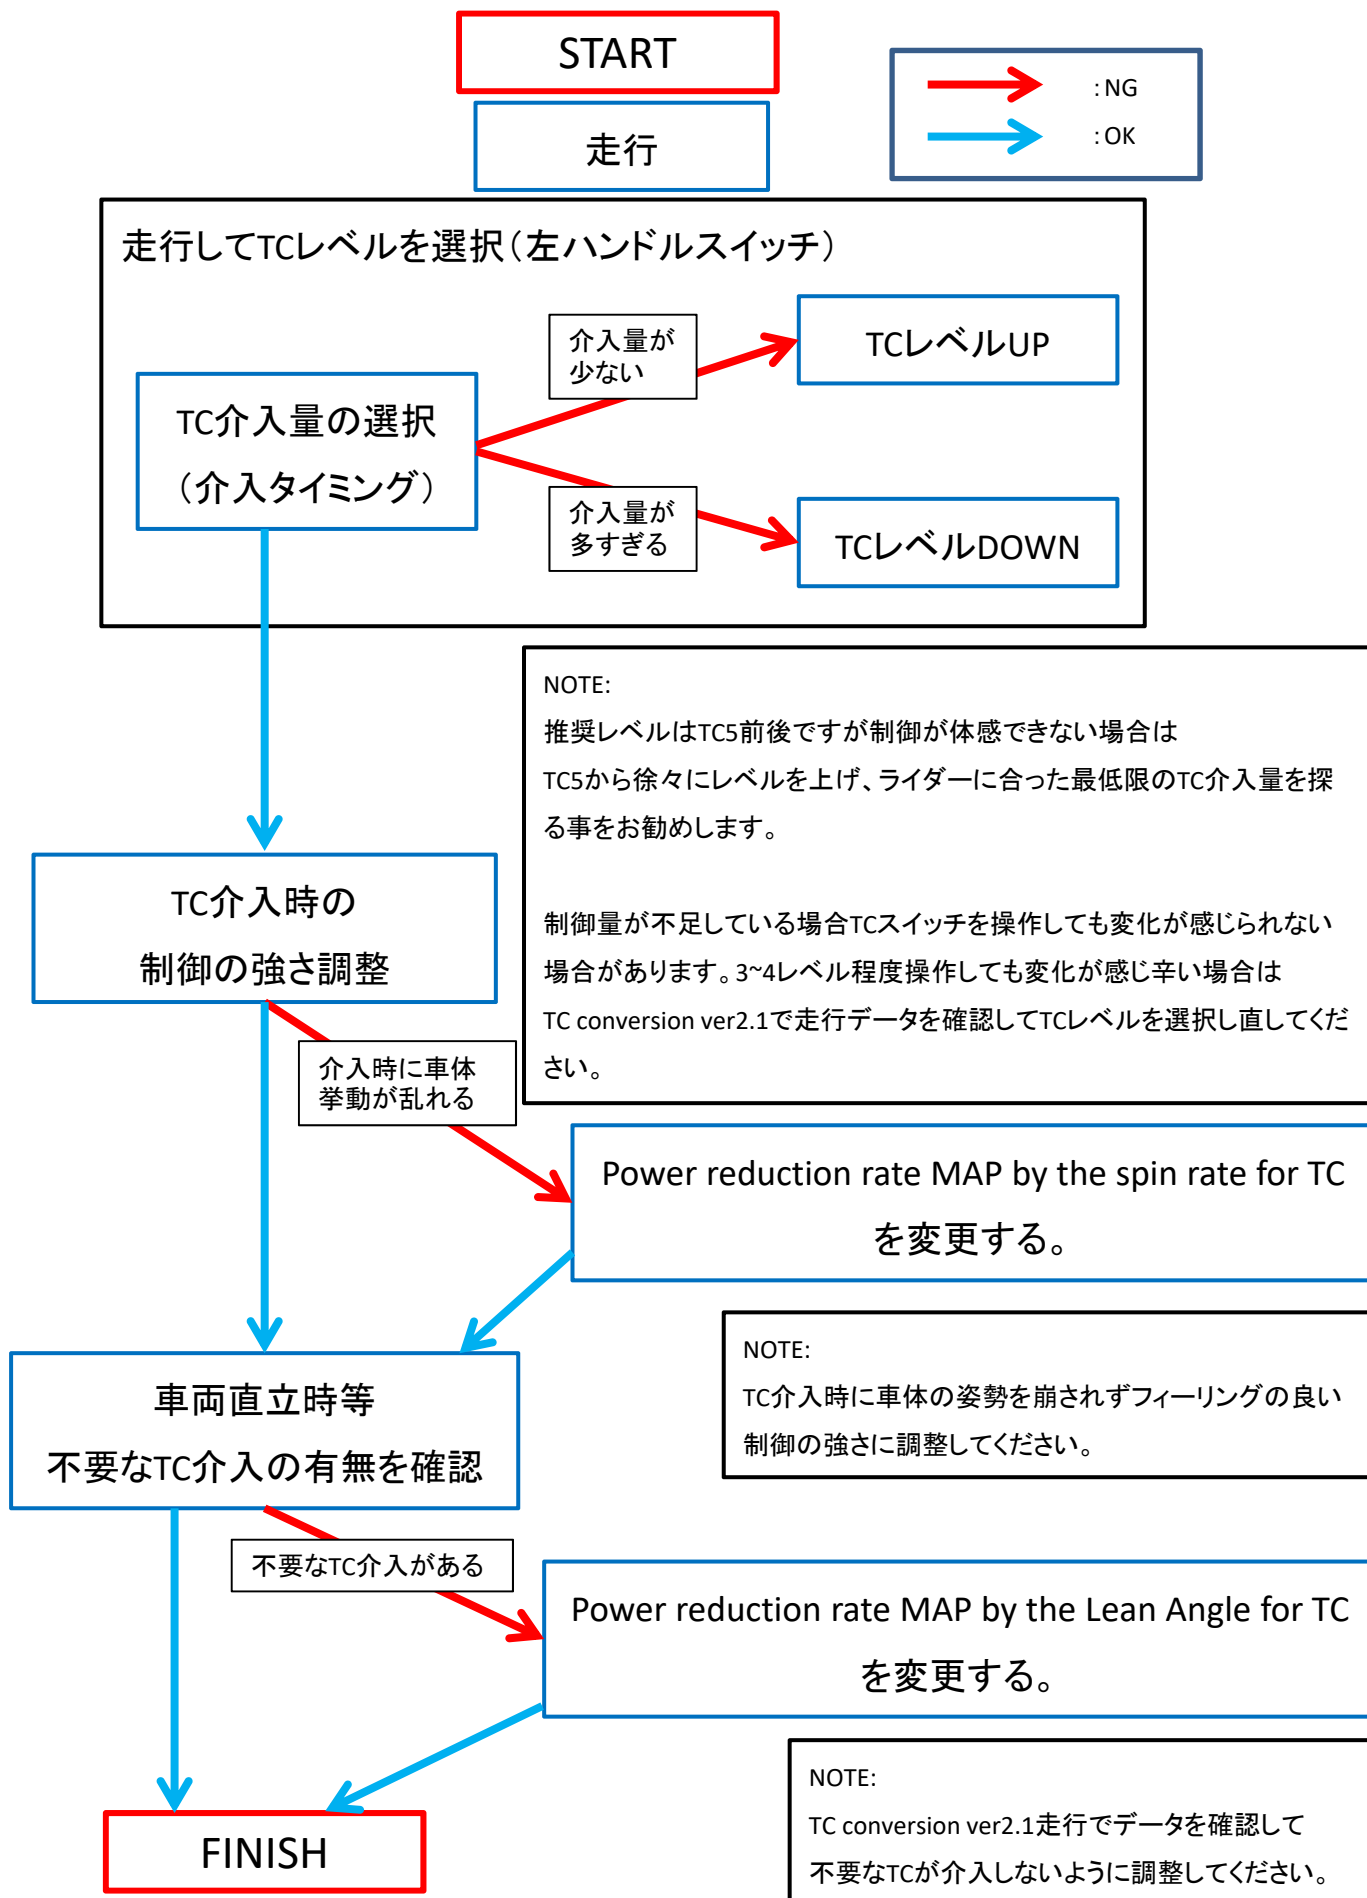 START
: NG
: OK
走行
走行してTCレベルを選択（左ハンドルスイッチ）
介入量が
少ない
TCレベルUP
TC介入量の選択
（介入タイミング）
介入量が
多すぎる
TCレベルDOWN
NOTE:
推奨レベルはTC5前後ですが制御が体感できない場合は
TC5から徐々にレベルを上げ、ライダーに合った最低限のTC介入量を探
る事をお勧めします。
制御量が不足している場合TCスイッチを操作しても変化が感じられない
場合があります。3~4レベル程度操作しても変化が感じ辛い場合は
TC conversion ver2.1で走行データを確認してTCレベルを選択し直してくだ
さい。
TC介入時の
制御の強さ調整
介入時に車体
挙動が乱れる
Power reduction rate MAP by the spin rate for TC
を変更する。
NOTE:
TC介入時に車体の姿勢を崩されずフィーリングの良い
制御の強さに調整してください。
車両直立時等
不要なTC介入の有無を確認
不要なTC介入がある
Power reduction rate MAP by the Lean Angle for TC
を変更する。
NOTE:
TC conversion ver2.1走行でデータを確認して
不要なTCが介入しないように調整してください。
FINISH